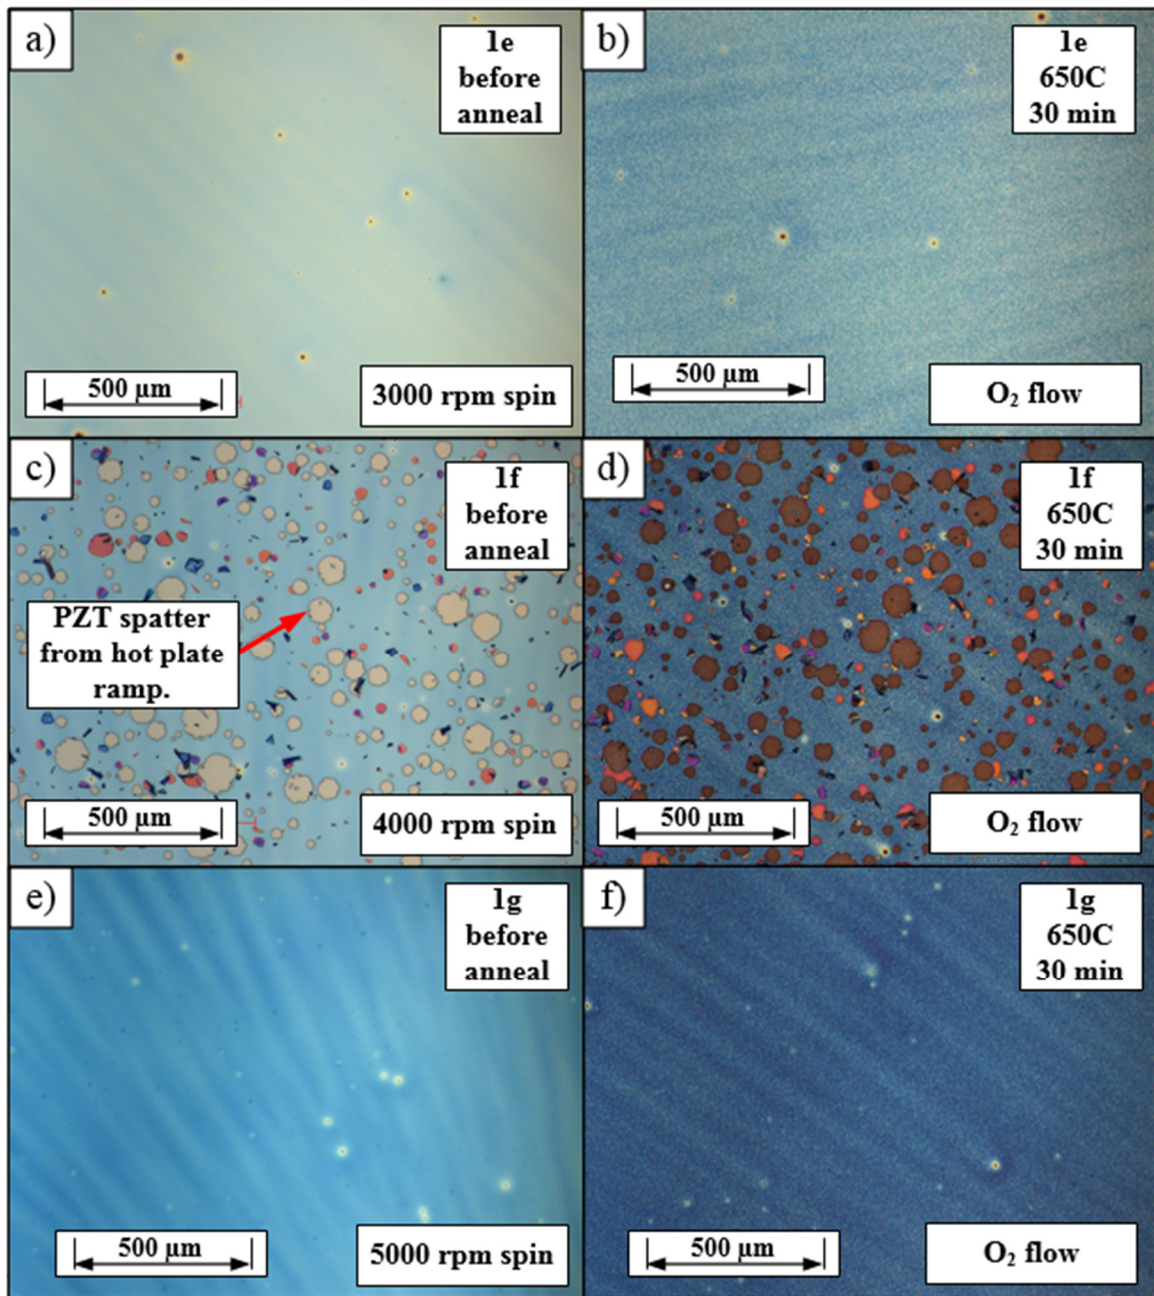 a)
1e
before
anneal
500 µm
3000 rpm spin
b)
1e
650C
30 min
500 µm
O₂ flow
c)
1f
before
anneal
PZT spatter
from hot plate
ramp.
500 µm
4000 rpm spin
d)
1f
650C
30 min
500 µm
O₂ flow
e)
1g
before
anneal
500 µm
5000 rpm spin
f)
1g
650C
30 min
500 µm
O₂ flow